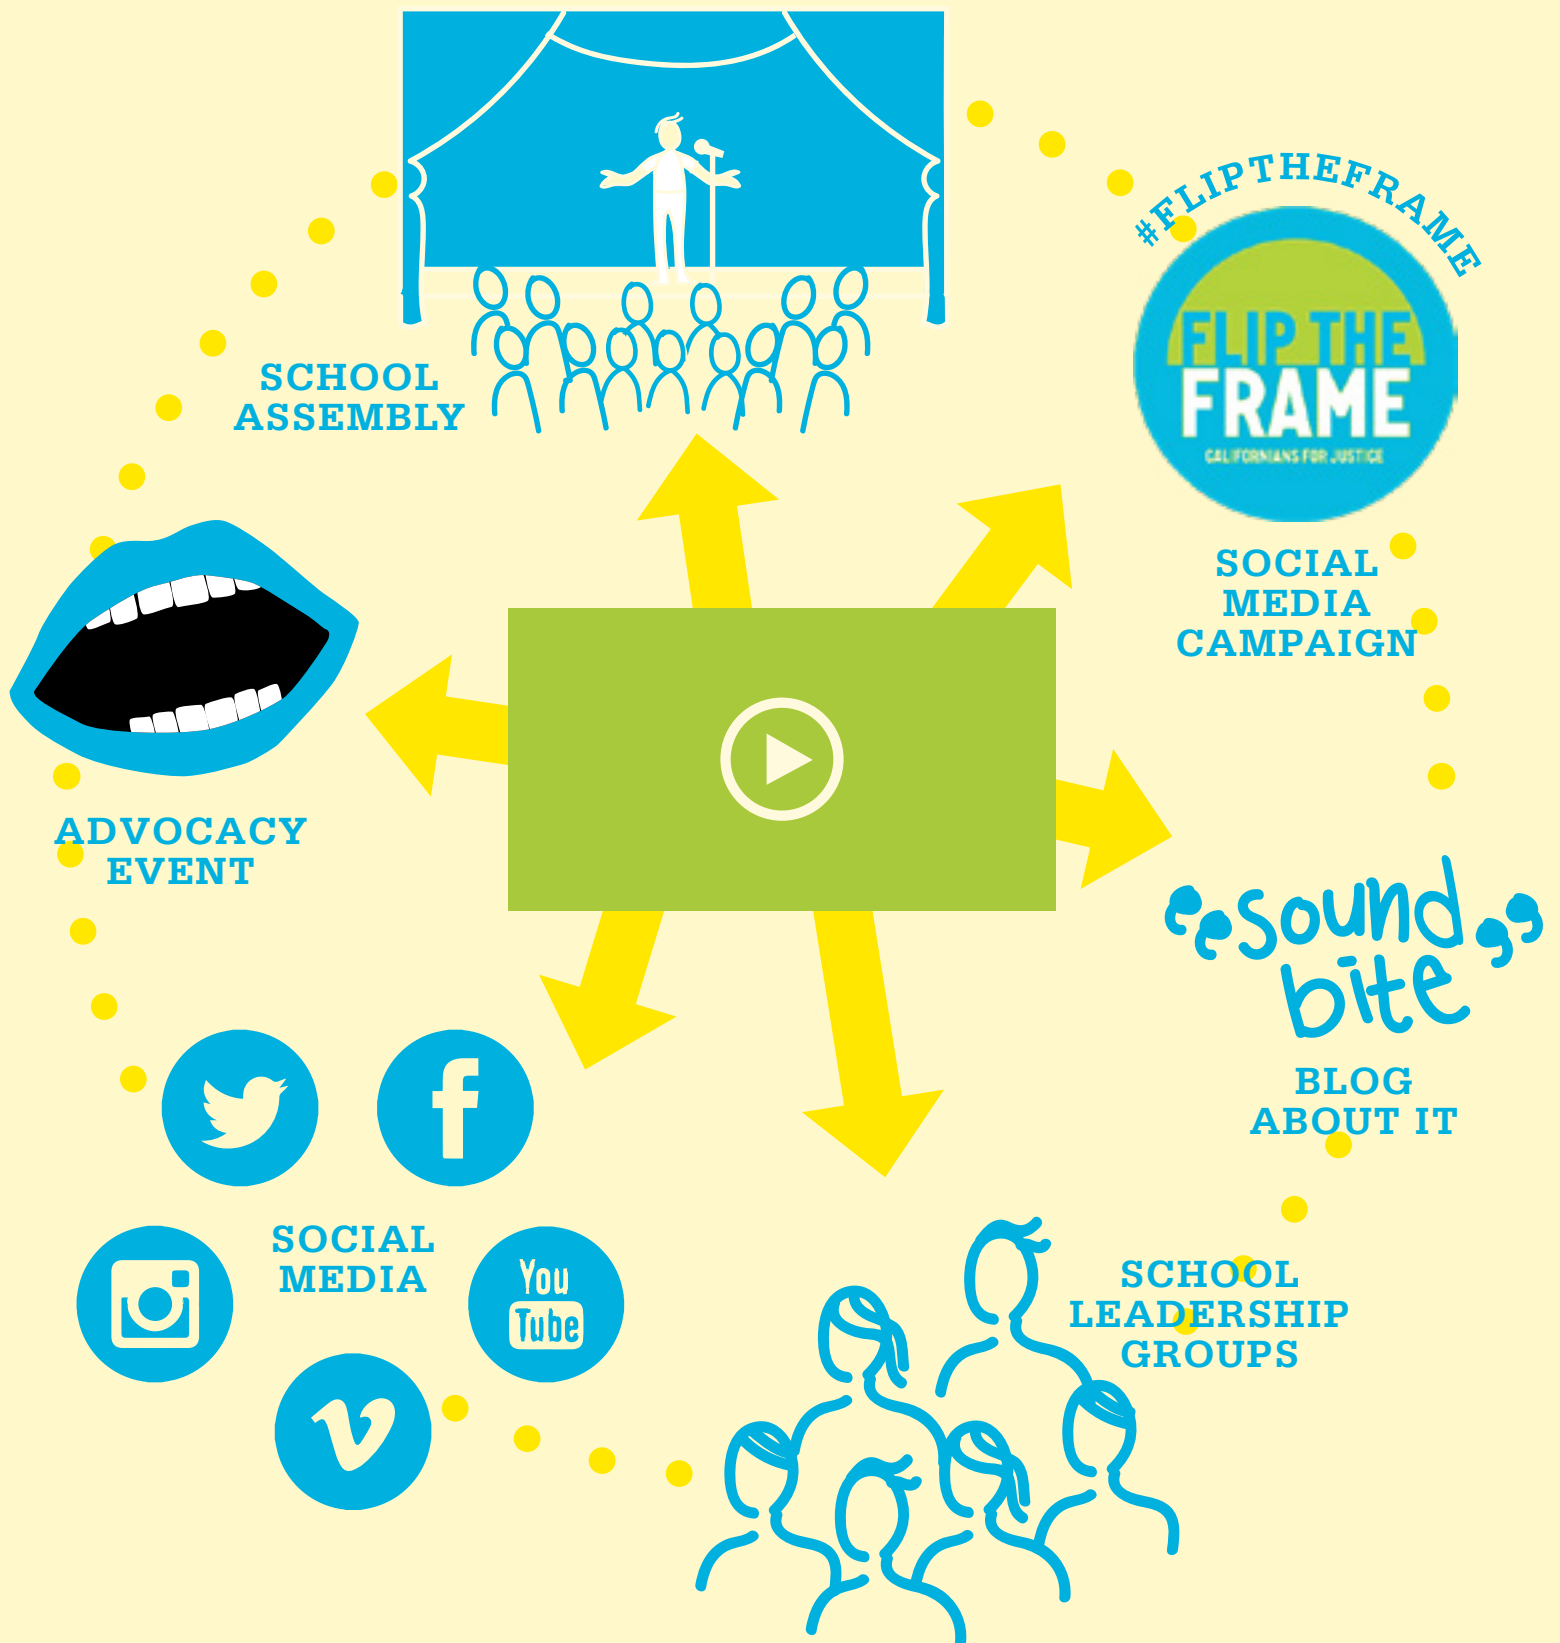 SCHOOL
ASSEMBLY
#FLIPTHEFRAME
FLIP THE
FRAME
CALIFORNIANS FOR JUSTICE
SOCIAL
MEDIA
CAMPAIGN
ADVOCACY
EVENT
“sound
bite”
BLOG
ABOUT IT
SOCIAL
MEDIA
You
Tube
SCHOOL
LEADERSHIP
GROUPS